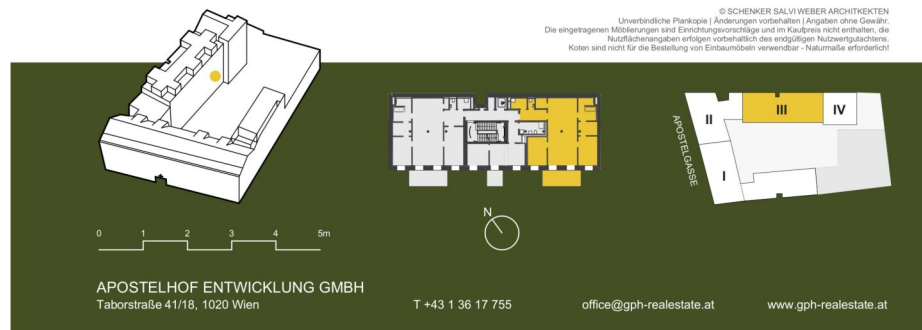 © SCHENKER SALVI WEBER ARCHITKEKTEN
Unverbindliche Plankopie | Änderungen vorbehalten | Angaben ohne Gewähr.
Die eingetragenen Möblierungen sind Einrichtungsvorschläge und im Kaufpreis nicht enthalten, die
Nutzflächenangaben erfolgen vorbehaltlich des endgültigen Nutzwertgutachtens.
Koten sind nicht für die Bestellung von Einbaumöbeln verwendbar - Naturmaße erforderlich!
II III IV
APOSTELGASSE
I
N
0 1 2 3 4 5m
APOSTELHOF ENTWICKLUNG GMBH
Taborstraße 41/18, 1020 Wien T +43 1 36 17 755 office@gph-realestate.at www.gph-realestate.at